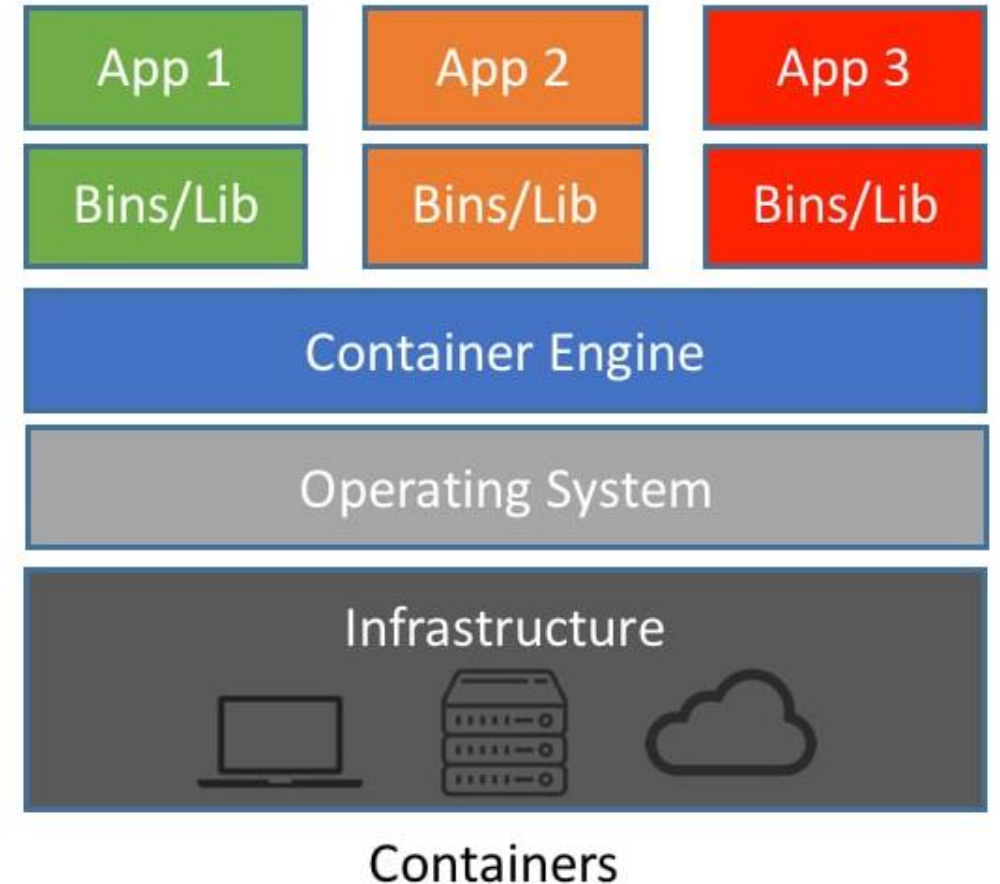 App 1
App 2
App 3
Bins/Lib
Bins/Lib
Bins/Lib
Container Engine
Operating System
Infrastructure
Containers